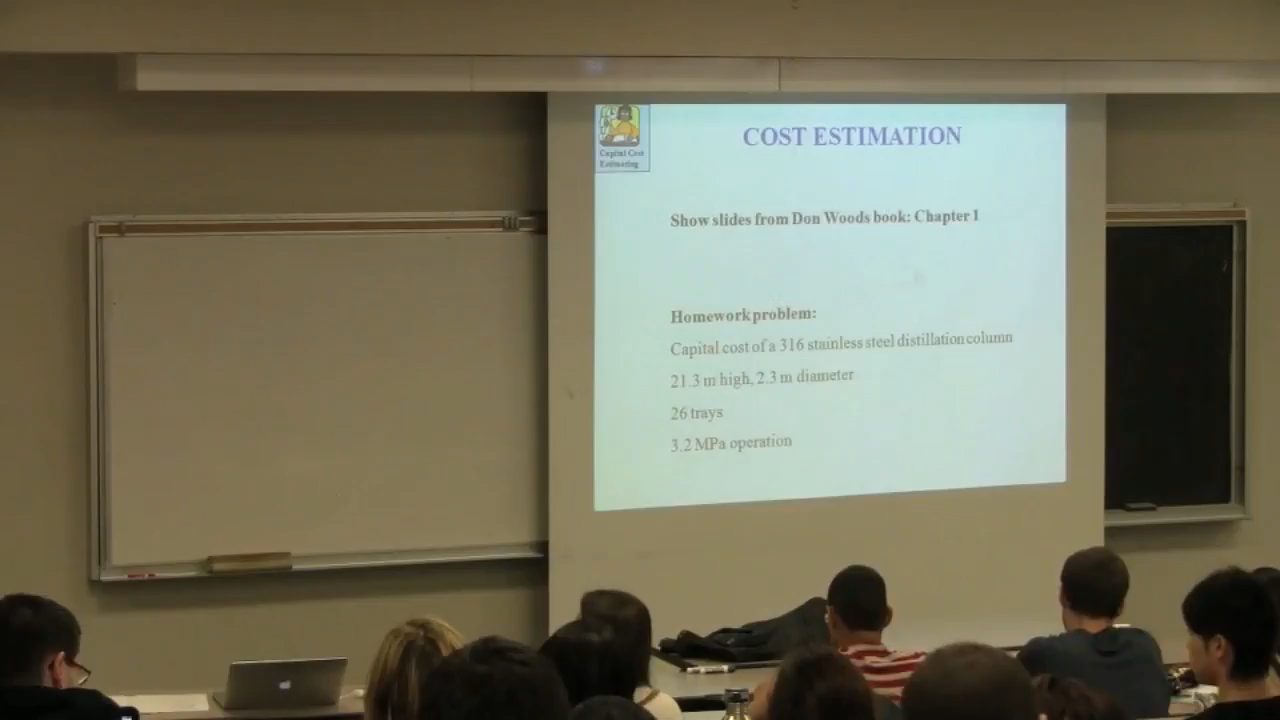 Capital Cost
Estimating
COST ESTIMATION
Show slides from Don Woods book: Chapter 1
Homework problem:
Capital cost of a 316 stainless steel distillation column
21.3 m high, 2.3 m diameter
26 trays
3.2 MPa operation